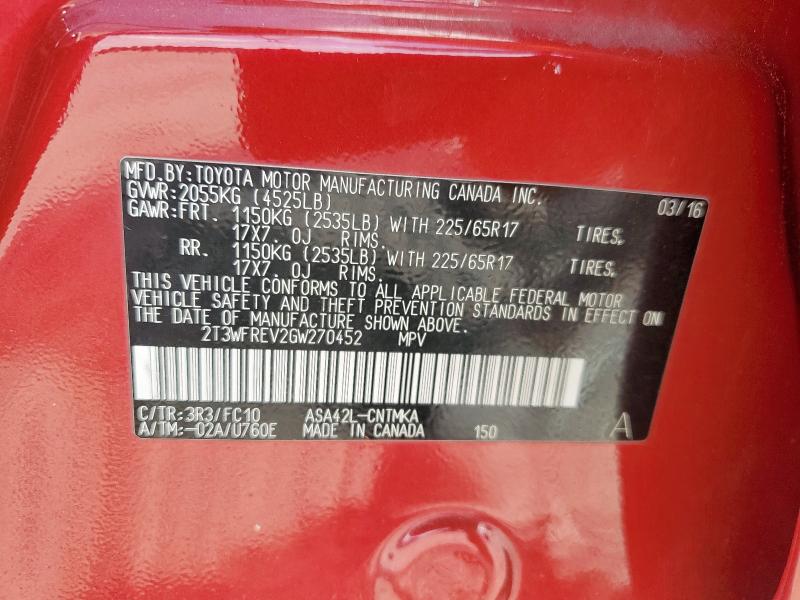 MFD.BY:TOYOTA MOTOR MANUFACTURING CANADA INC.
GVWR:2055KG (4525LB) 03/16
GAWR:FRT. 1150KG (2535LB) WITH 225/65R17 TIRES,
17X7. 0J RIMS.
RR. 1150KG (2535LB) WITH 225/65R17 TIRES,
17X7. 0J RIMS.
THIS VEHICLE CONFORMS TO ALL APPLICABLE FEDERAL MOTOR
VEHICLE SAFETY AND THEFT PREVENTION STANDARDS IN EFFECT ON
THE DATE OF MANUFACTURE SHOWN ABOVE.
2T3WFREV2GW270452 MPV
C/TR:3R3/FC10 ASA42L-CNTMKA
A/TM:-02A/U760E MADE IN CANADA 150 A